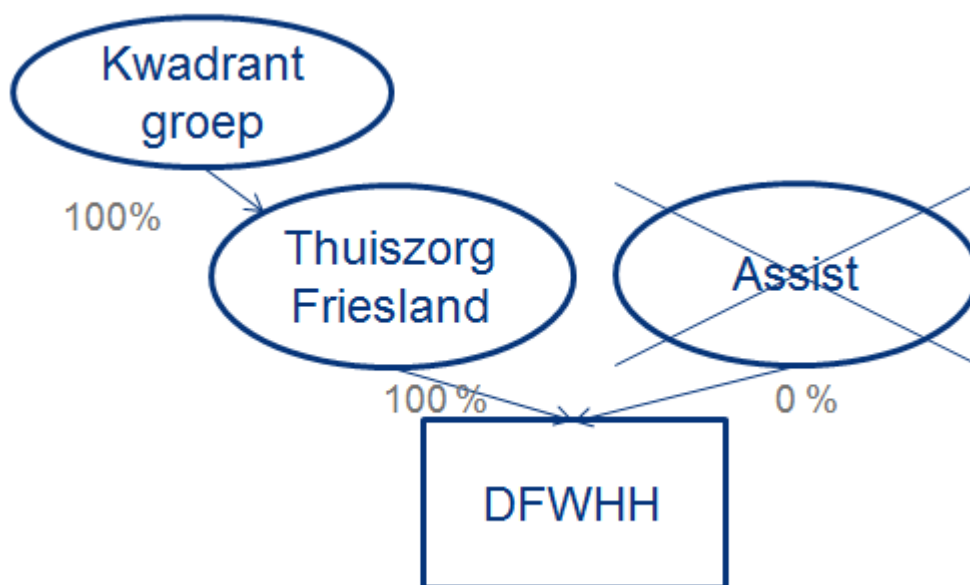 Kwadrant
groep
100%
Thuiszorg
Friesland
Assist
100 %
0 %
DFWHH